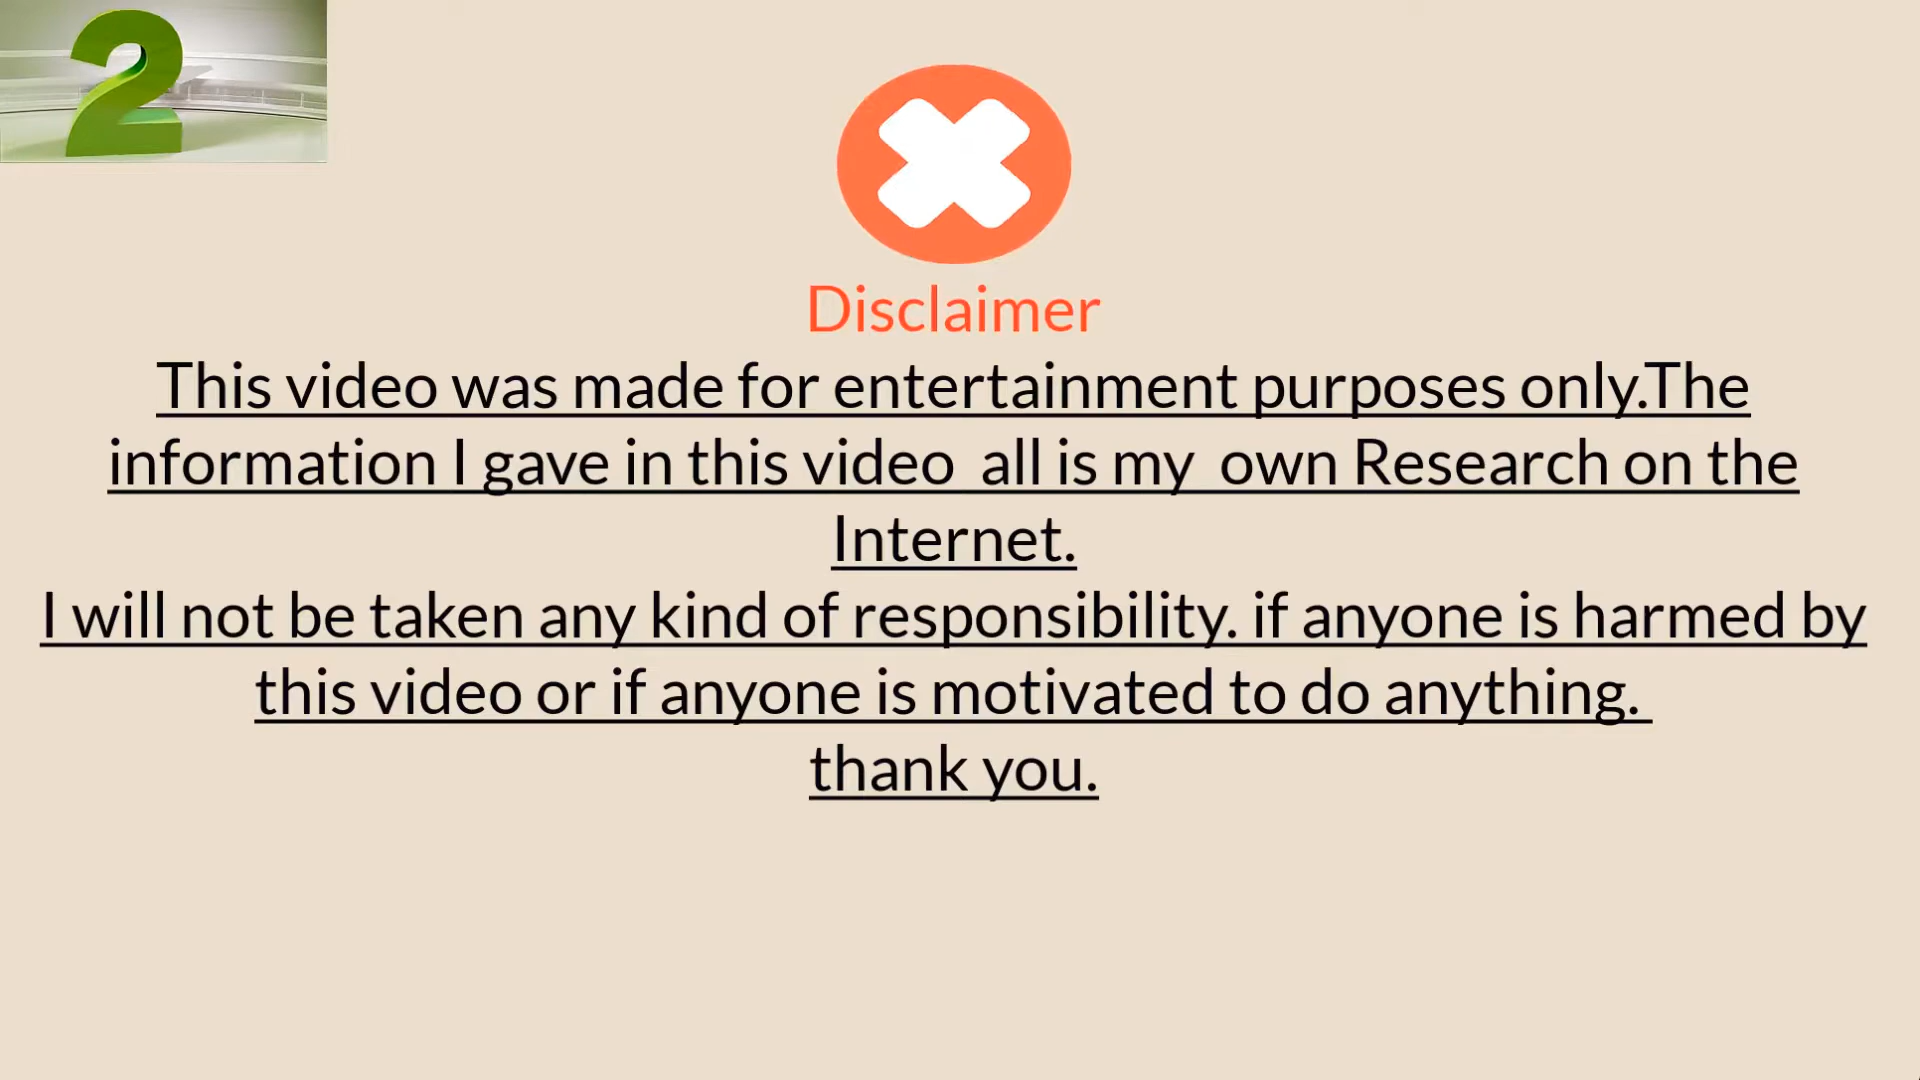 2
Disclaimer
This video was made for entertainment purposes only.The
information I gave in this video  all is my  own Research on the
Internet.
I will not be taken any kind of responsibility. if anyone is harmed by
this video or if anyone is motivated to do anything.
thank you.